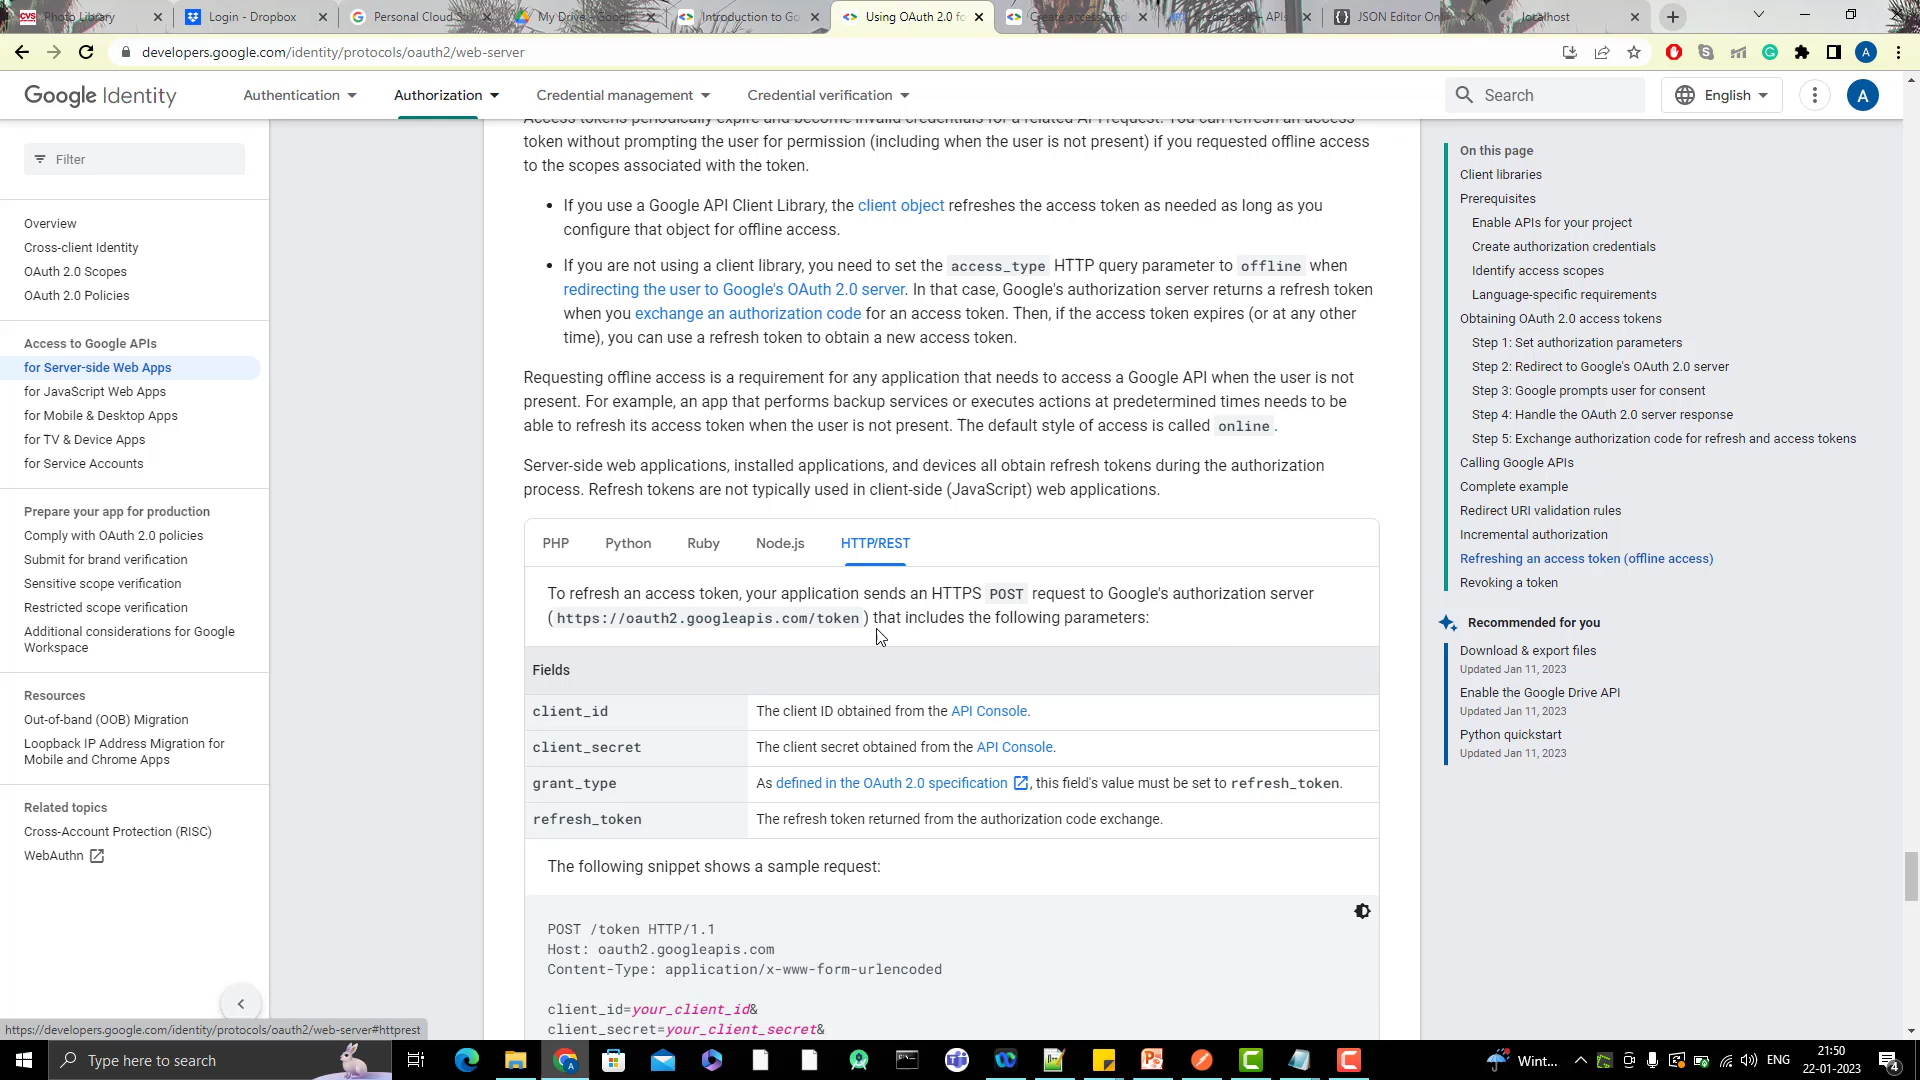 CVS Photo Library
Login - Dropbox
Personal Cloud St
My Drive - Google
Introduction to Go
Using OAuth 2.0 fo
Create access cred
Credentials - APIs
JSON Editor Onl
localhost
developers.google.com/identity/protocols/oauth2/web-server
A
Google Identity
Authentication
Authorization
Credential management
Credential verification
Search
English
A
Filter
Overview
Cross-client Identity
OAuth 2.0 Scopes
OAuth 2.0 Policies
Access to Google APIs
for Server-side Web Apps
for JavaScript Web Apps
for Mobile & Desktop Apps
for TV & Device Apps
for Service Accounts
Prepare your app for production
Comply with OAuth 2.0 policies
Submit for brand verification
Sensitive scope verification
Restricted scope verification
Additional considerations for Google
Workspace
Resources
Out-of-band (OOB) Migration
Loopback IP Address Migration for
Mobile and Chrome Apps
Related topics
Cross-Account Protection (RISC)
WebAuthn
https://developers.google.com/identity/protocols/oauth2/web-server#httprest
Access tokens periodically expire and become invalid credentials for a related API request. You can refresh an access
token without prompting the user for permission (including when the user is not present) if you requested offline access
to the scopes associated with the token.
• If you use a Google API Client Library, the client object refreshes the access token as needed as long as you
configure that object for offline access.
• If you are not using a client library, you need to set the access_type HTTP query parameter to offline when
redirecting the user to Google's OAuth 2.0 server. In that case, Google's authorization server returns a refresh token
when you exchange an authorization code for an access token. Then, if the access token expires (or at any other
time), you can use a refresh token to obtain a new access token.
Requesting offline access is a requirement for any application that needs to access a Google API when the user is not
present. For example, an app that performs backup services or executes actions at predetermined times needs to be
able to refresh its access token when the user is not present. The default style of access is called online.
Server-side web applications, installed applications, and devices all obtain refresh tokens during the authorization
process. Refresh tokens are not typically used in client-side (JavaScript) web applications.
PHP
Python
Ruby
Node.js
HTTP/REST
To refresh an access token, your application sends an HTTPS POST request to Google's authorization server
(https://oauth2.googleapis.com/token) that includes the following parameters:
Fields
client_id The client ID obtained from the API Console.
client_secret The client secret obtained from the API Console.
grant_type As defined in the OAuth 2.0 specification, this field's value must be set to refresh_token.
refresh_token The refresh token returned from the authorization code exchange.
The following snippet shows a sample request:
POST /token HTTP/1.1
Host: oauth2.googleapis.com
Content-Type: application/x-www-form-urlencoded
client_id=your_client_id&
client_secret=your_client_secret&
On this page
Client libraries
Prerequisites
Enable APIs for your project
Create authorization credentials
Identify access scopes
Language-specific requirements
Obtaining OAuth 2.0 access tokens
Step 1: Set authorization parameters
Step 2: Redirect to Google's OAuth 2.0 server
Step 3: Google prompts user for consent
Step 4: Handle the OAuth 2.0 server response
Step 5: Exchange authorization code for refresh and access tokens
Calling Google APIs
Complete example
Redirect URI validation rules
Incremental authorization
Refreshing an access token (offline access)
Revoking a token
Recommended for you
Download & export files
Updated Jan 11, 2023
Enable the Google Drive API
Updated Jan 11, 2023
Python quickstart
Updated Jan 11, 2023
Type here to search
Wint...
ENG
21:50
22-01-2023
4